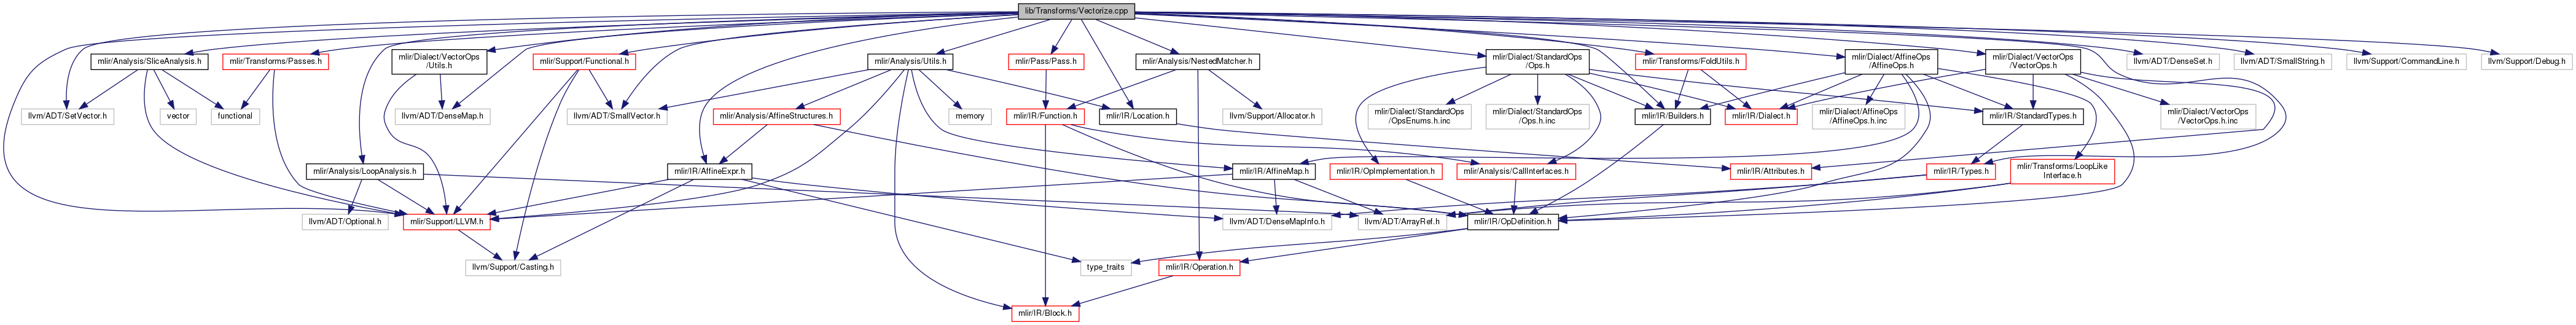 lib/Transforms/Vectorize.cpp
mlir/Analysis/SliceAnalysis.h
mlir/Transforms/Passes.h
mlir/Dialect/VectorOps
/Utils.h
mlir/Support/Functional.h
mlir/Analysis/Utils.h
mlir/Pass/Pass.h
mlir/Analysis/NestedMatcher.h
mlir/Dialect/StandardOps
/Ops.h
mlir/Transforms/FoldUtils.h
mlir/Dialect/AffineOps
/AffineOps.h
mlir/Dialect/VectorOps
/VectorOps.h
llvm/ADT/DenseSet.h
llvm/ADT/SmallString.h
llvm/Support/CommandLine.h
llvm/Support/Debug.h
llvm/ADT/SetVector.h
vector
functional
llvm/ADT/DenseMap.h
llvm/ADT/SmallVector.h
mlir/Analysis/AffineStructures.h
memory
mlir/IR/Function.h
mlir/IR/Location.h
llvm/Support/Allocator.h
mlir/Dialect/StandardOps
/OpsEnums.h.inc
mlir/Dialect/StandardOps
/Ops.h.inc
mlir/IR/Builders.h
mlir/IR/Dialect.h
mlir/Dialect/AffineOps
/AffineOps.h.inc
mlir/IR/StandardTypes.h
mlir/Dialect/VectorOps
/VectorOps.h.inc
mlir/Analysis/LoopAnalysis.h
mlir/IR/AffineExpr.h
mlir/IR/AffineMap.h
mlir/IR/OpImplementation.h
mlir/Analysis/CallInterfaces.h
mlir/IR/Attributes.h
mlir/IR/Types.h
mlir/Transforms/LoopLike
Interface.h
llvm/ADT/Optional.h
mlir/Support/LLVM.h
llvm/ADT/DenseMapInfo.h
llvm/ADT/ArrayRef.h
mlir/IR/OpDefinition.h
llvm/Support/Casting.h
type_traits
mlir/IR/Operation.h
mlir/IR/Block.h